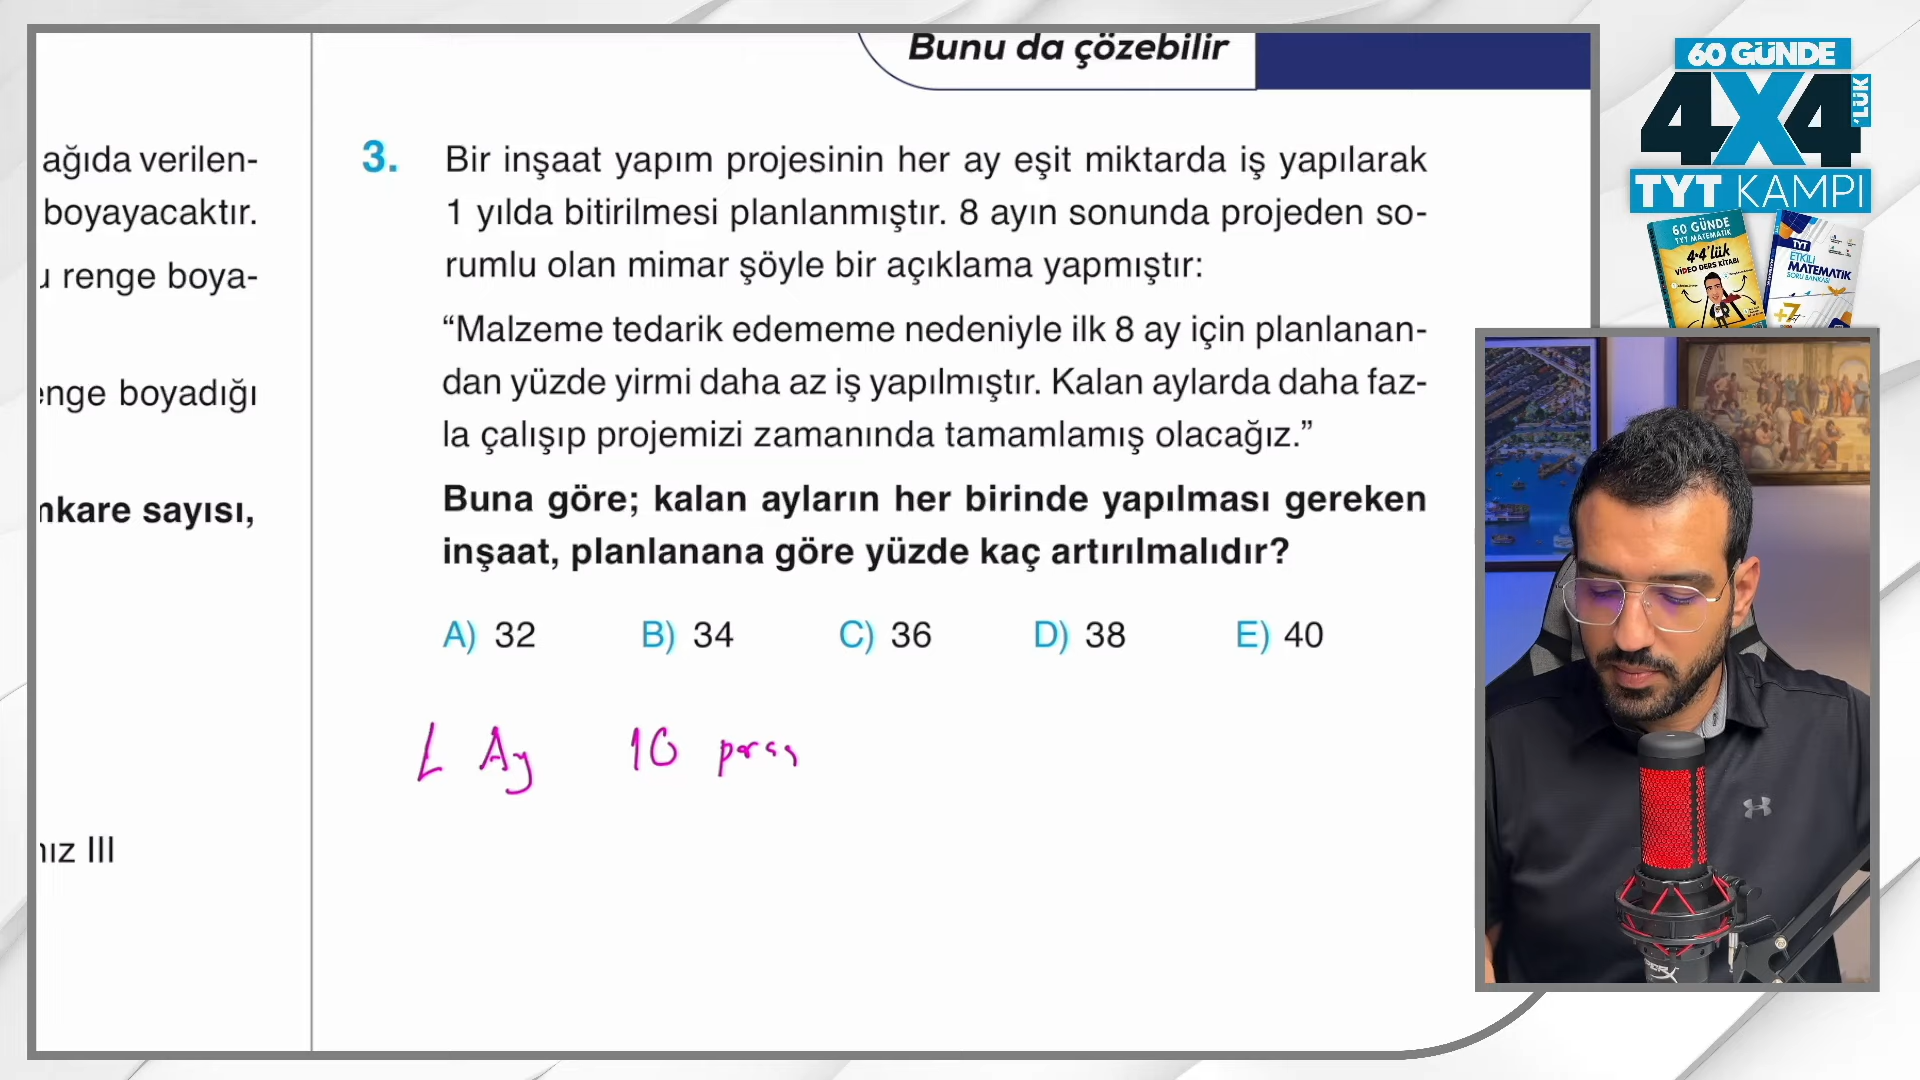 Bunu da çözebilir
60 GÜNDE
4X4'LÜK
TYT KAMPI
60 GÜNDE
TYT MATEMATİK
4x4'lük
VİDEO DERS KİTABI
TYT
ETKİLİ
MATEMATİK
SORU BANKASI
+7
ağıda verilen-
boyayacaktır.
u renge boya-
enge boyadığı
nkare sayısı,
nız III
3. Bir inşaat yapım projesinin her ay eşit miktarda iş yapılarak
1 yılda bitirilmesi planlanmıştır. 8 ayın sonunda projeden so-
rumlu olan mimar şöyle bir açıklama yapmıştır:
“Malzeme tedarik edememe nedeniyle ilk 8 ay için planlanan-
dan yüzde yirmi daha az iş yapılmıştır. Kalan aylarda daha faz-
la çalışıp projemizi zamanında tamamlamış olacağız.”
Buna göre; kalan ayların her birinde yapılması gereken
inşaat, planlanana göre yüzde kaç artırılmalıdır?
A) 32 B) 34 C) 36 D) 38 E) 40
1 Ay 10 parça